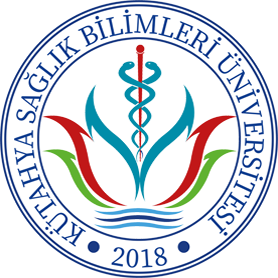 KÜTAHYA SAĞLIK BİLİMLERİ ÜNİVERSİTESİ
• 2018 •